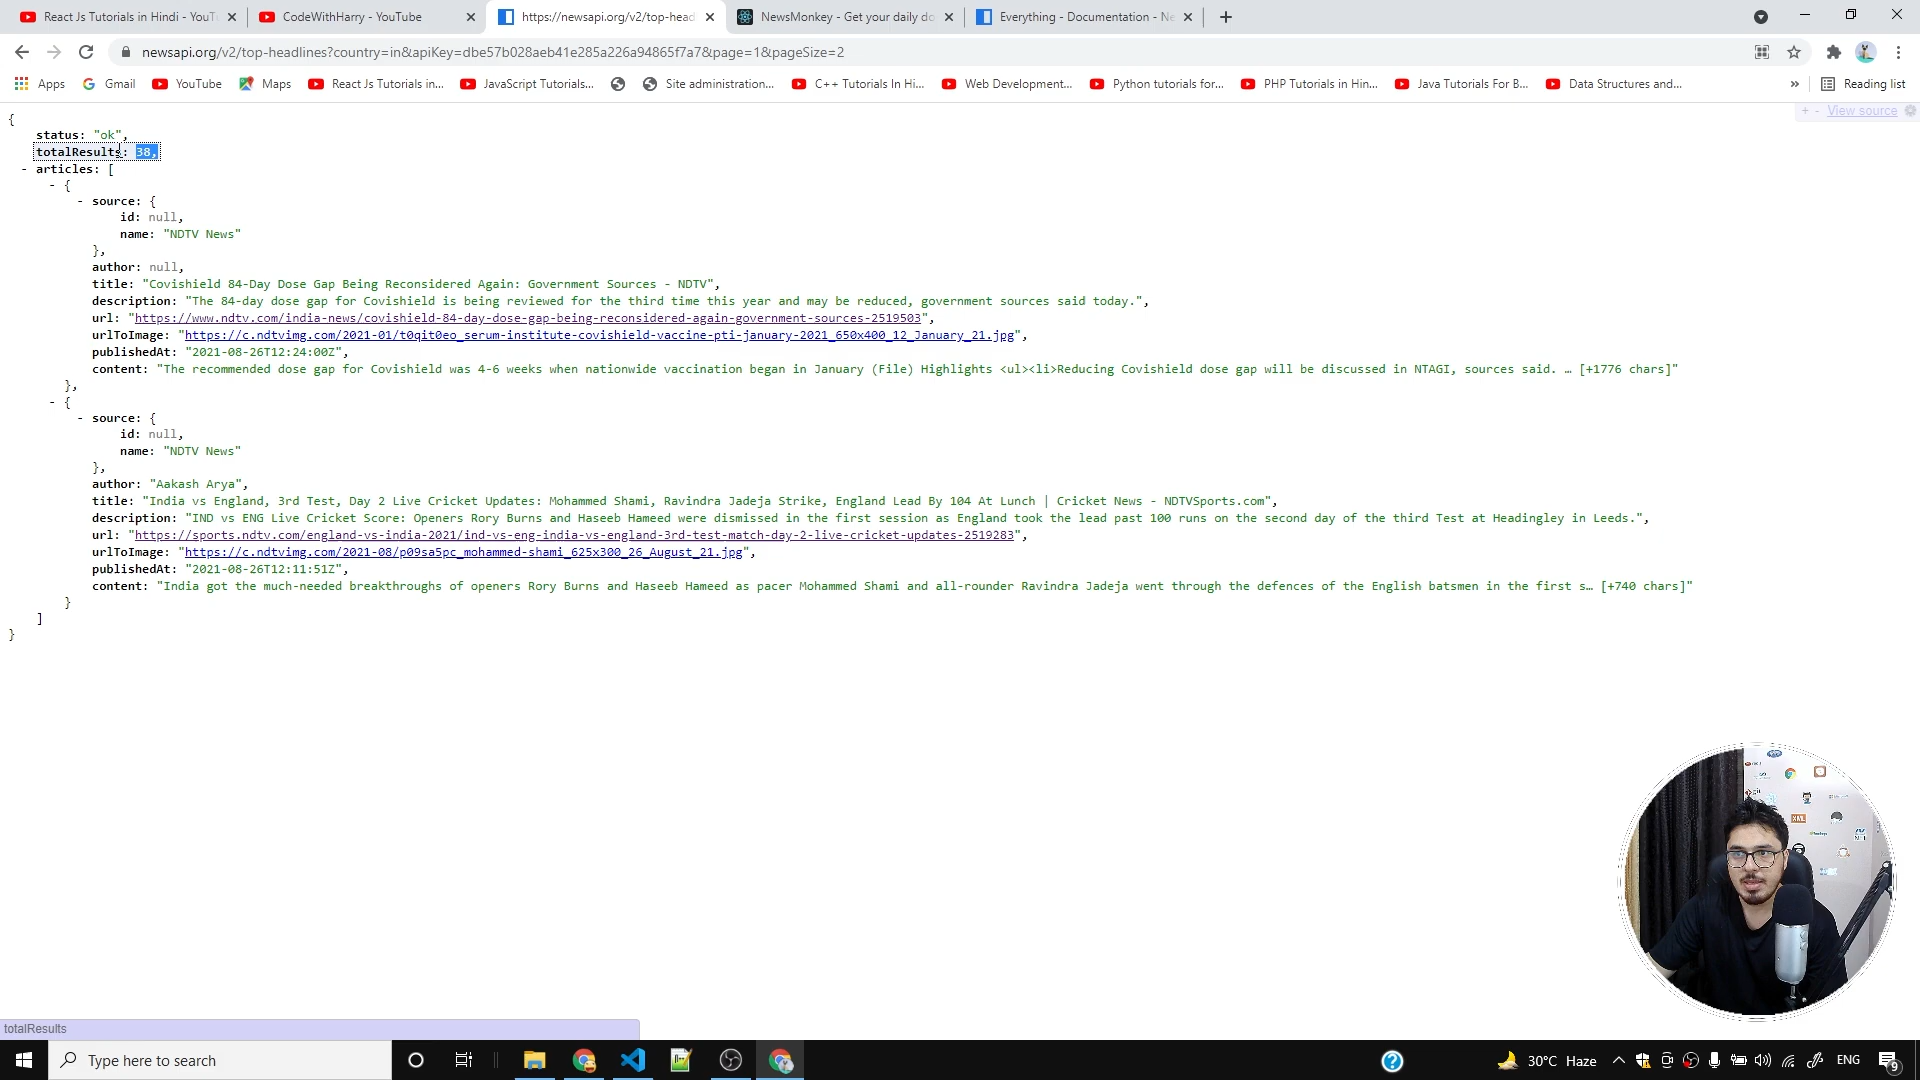 React Js Tutorials in Hindi - YouT
CodeWithHarry - YouTube
https://newsapi.org/v2/top-head
NewsMonkey - Get your daily do
Everything - Documentation - Ne
newsapi.org/v2/top-headlines?country=in&apiKey=dbe57b028aeb41e285a226a94865f7a7&page=1&pageSize=2
Apps Gmail YouTube Maps React Js Tutorials in... JavaScript Tutorials... Site administration... C++ Tutorials In Hi... Web Development... Python tutorials for... PHP Tutorials in Hin... Java Tutorials For B... Data Structures and... » Reading list
+ - View source
{
status: "ok",
totalResults: 38,
- articles: [
- {
- source: {
id: null,
name: "NDTV News"
},
author: null,
title: "Covishield 84-Day Dose Gap Being Reconsidered Again: Government Sources - NDTV",
description: "The 84-day dose gap for Covishield is being reviewed for the third time this year and may be reduced, government sources said today.",
url: "https://www.ndtv.com/india-news/covishield-84-day-dose-gap-being-reconsidered-again-government-sources-2519503",
urlToImage: "https://c.ndtvimg.com/2021-01/t0qit0eo_serum-institute-covishield-vaccine-pti-january-2021_650x400_12_January_21.jpg",
publishedAt: "2021-08-26T12:24:00Z",
content: "The recommended dose gap for Covishield was 4-6 weeks when nationwide vaccination began in January (File) Highlights <ul><li>Reducing Covishield dose gap will be discussed in NTAGI, sources said. … [+1776 chars]"
},
- {
- source: {
id: null,
name: "NDTV News"
},
author: "Aakash Arya",
title: "India vs England, 3rd Test, Day 2 Live Cricket Updates: Mohammed Shami, Ravindra Jadeja Strike, England Lead By 104 At Lunch | Cricket News - NDTVSports.com",
description: "IND vs ENG Live Cricket Score: Openers Rory Burns and Haseeb Hameed were dismissed in the first session as England took the lead past 100 runs on the second day of the third Test at Headingley in Leeds.",
url: "https://sports.ndtv.com/england-vs-india-2021/ind-vs-eng-india-vs-england-3rd-test-match-day-2-live-cricket-updates-2519283",
urlToImage: "https://c.ndtvimg.com/2021-08/p09sa5pc_mohammed-shami_625x300_26_August_21.jpg",
publishedAt: "2021-08-26T12:11:51Z",
content: "India got the much-needed breakthroughs of openers Rory Burns and Haseeb Hameed as pacer Mohammed Shami and all-rounder Ravindra Jadeja went through the defences of the English batsmen in the first s… [+740 chars]"
}
]
}
git
XML
totalResults
Type here to search
30°C Haze
ENG
9